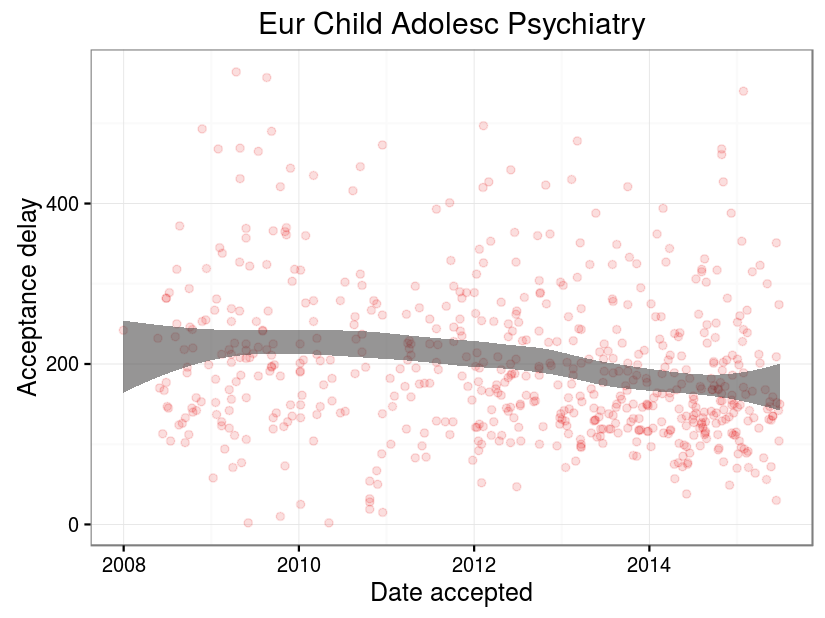 Eur Child Adolesc Psychiatry
Acceptance delay
400
200
0
2008 2010 2012 2014
Date accepted